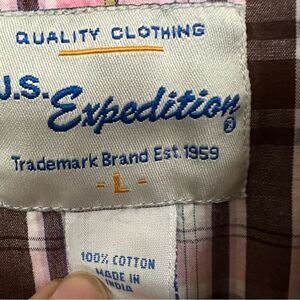 QUALITY CLOTHING
U.S. Expedition®
Trademark Brand Est. 1959
- L -
100% COTTON
MADE IN
INDIA